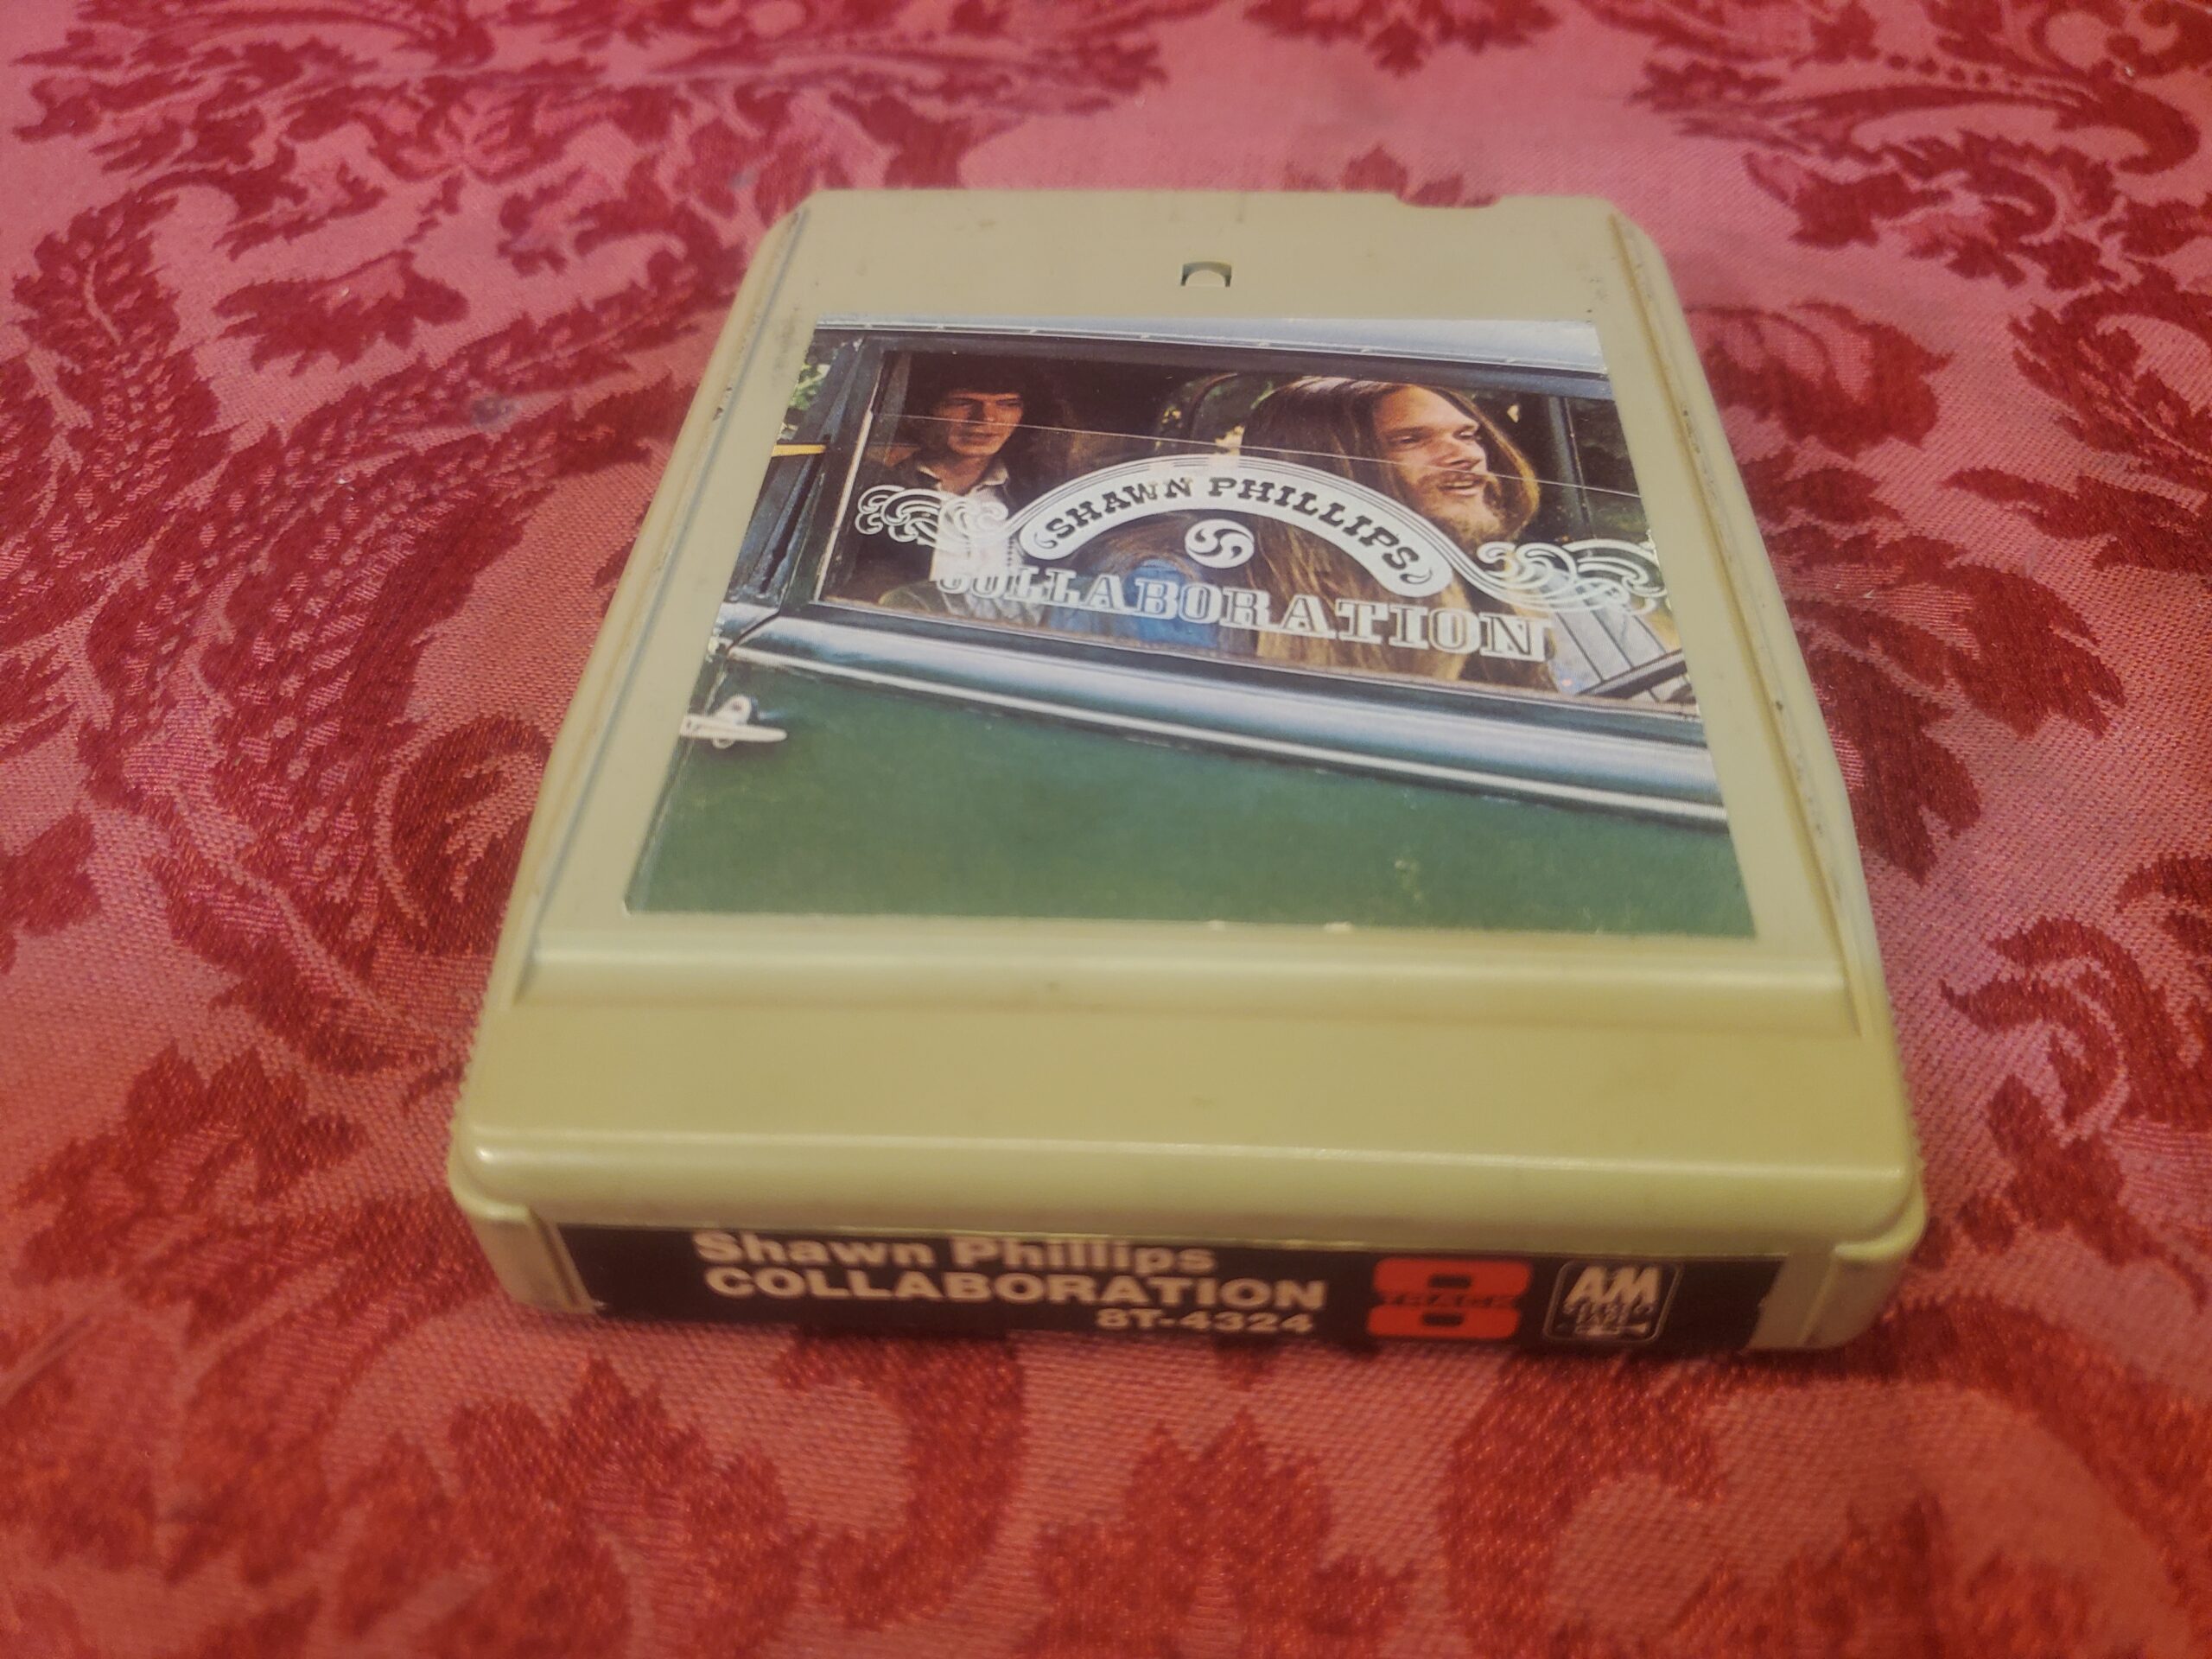 SHAWN PHILLIPS
COLLABORATION
Shawn Phillips
COLLABORATION
8T-4324
8
A&M